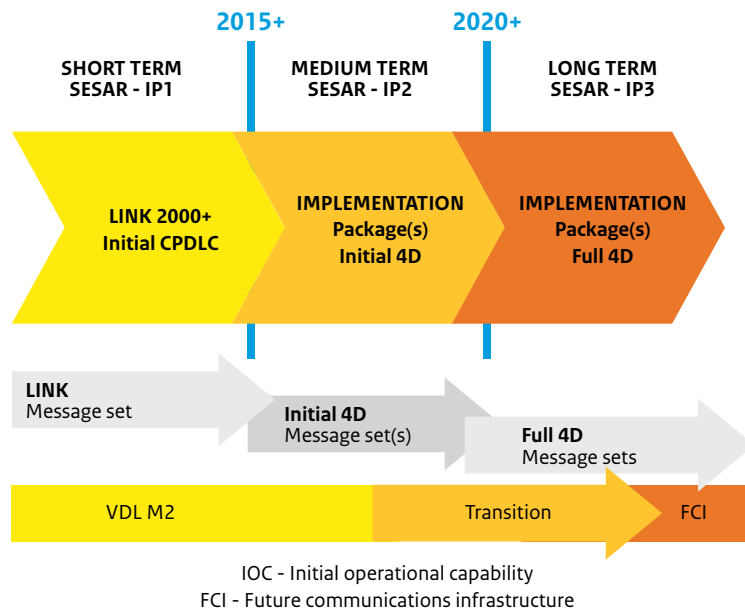 2015+
2020+
SHORT TERM
SESAR - IP1
MEDIUM TERM
SESAR - IP2
LONG TERM
SESAR - IP3
LINK 2000+
Initial CPDLC
IMPLEMENTATION
Package(s)
Initial 4D
IMPLEMENTATION
Package(s)
Full 4D
LINK
Message set
Initial 4D
Message set(s)
Full 4D
Message sets
VDL M2
Transition
FCI
IOC - Initial operational capability
FCI - Future communications infrastructure